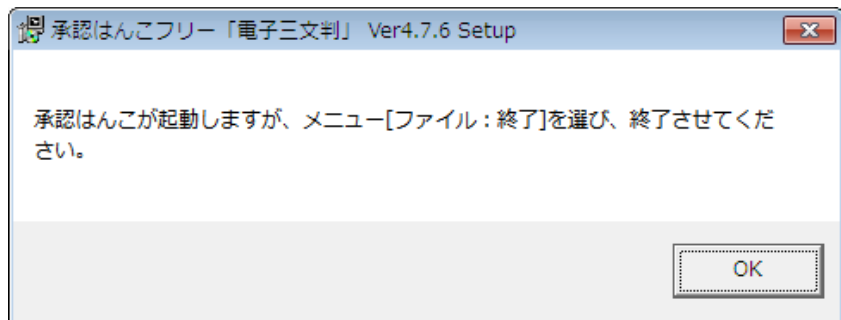 承認はんこフリー「電子三文判」 Ver4.7.6 Setup
承認はんこが起動しますが、メニュー[ファイル：終了]を選び、終了させてくだ
さい。
OK